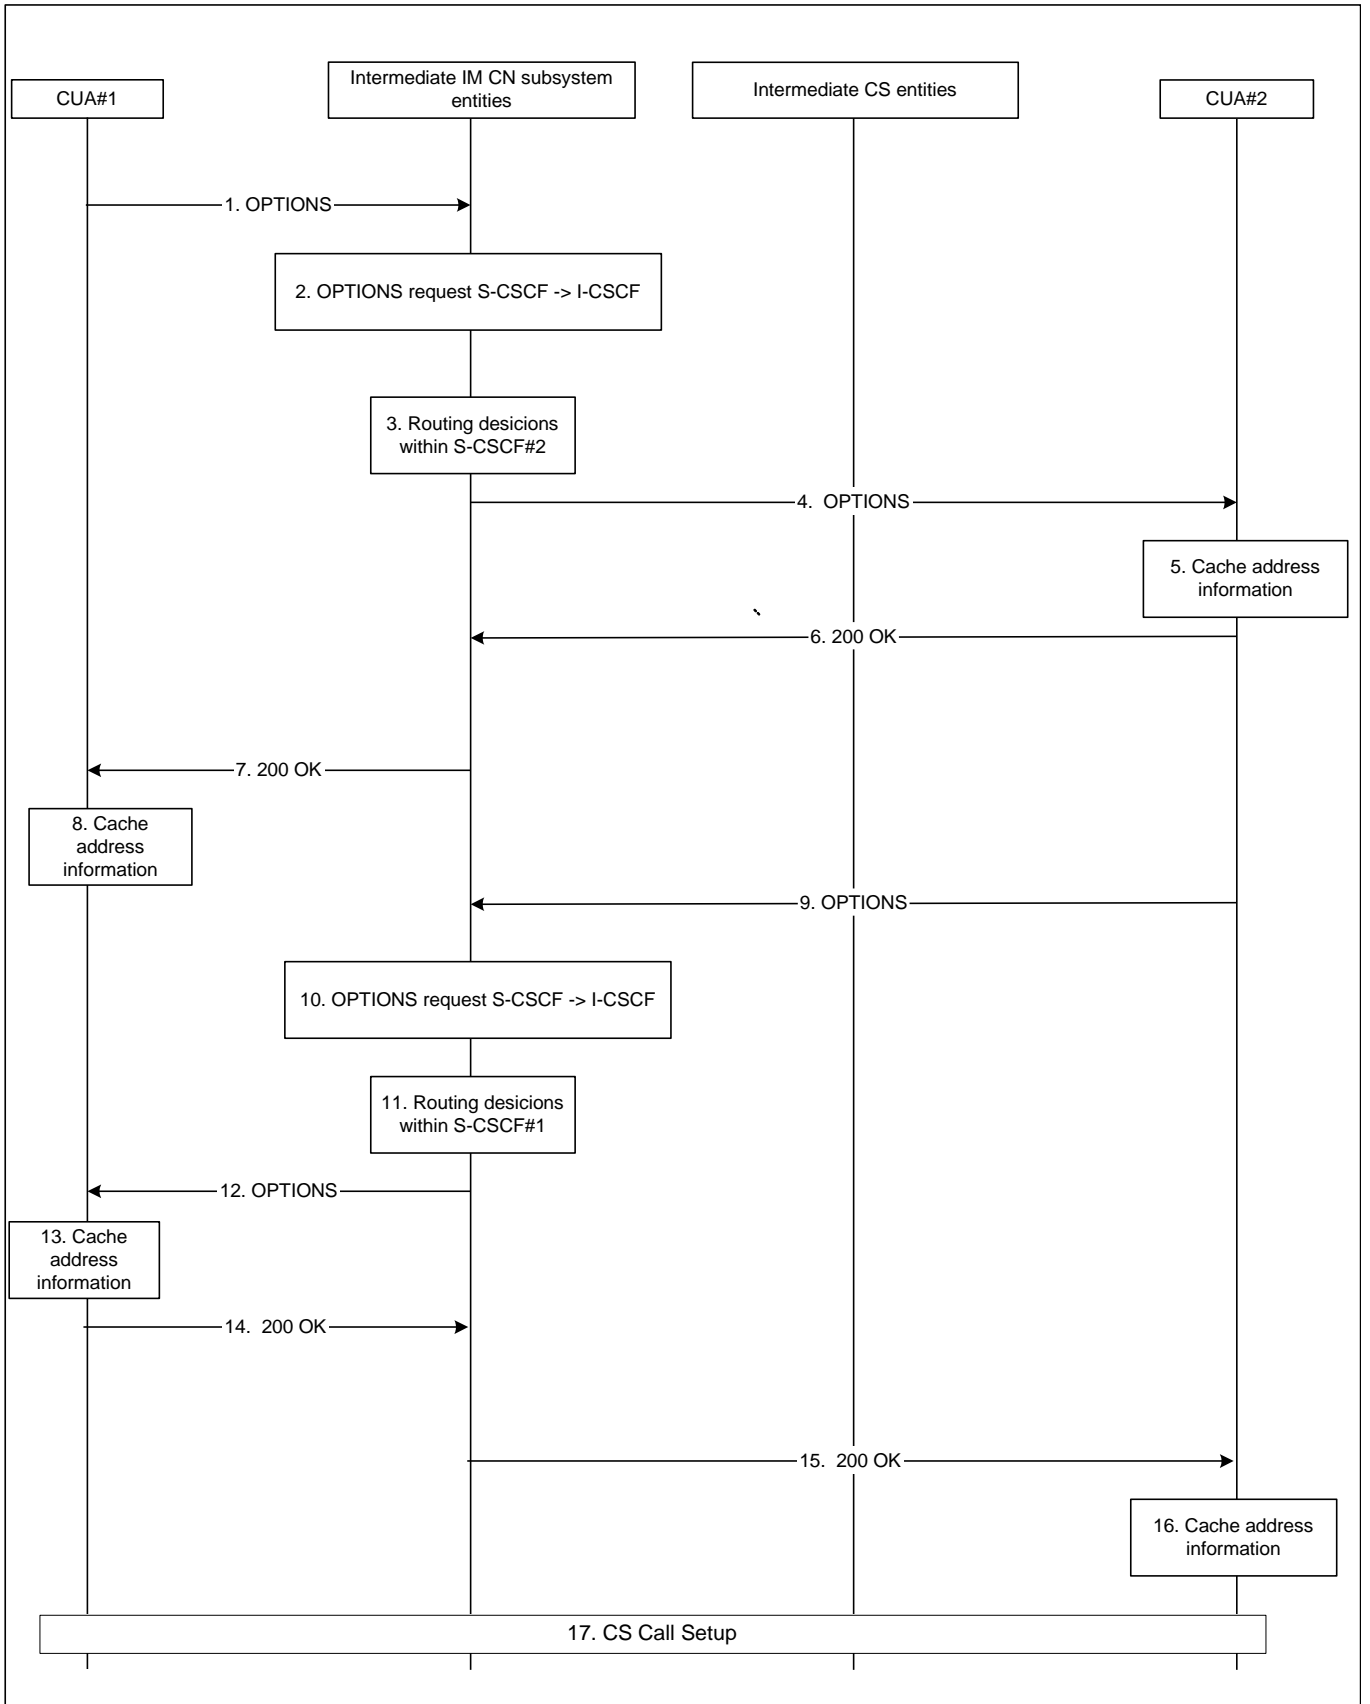 CUA#1
Intermediate IM CN subsystem
entities
Intermediate CS entities
CUA#2
1. OPTIONS
2. OPTIONS request S-CSCF -> I-CSCF
3. Routing desicions
within S-CSCF#2
4.  OPTIONS
5. Cache address
information
6. 200 OK
7. 200 OK
8. Cache
address
information
9. OPTIONS
10. OPTIONS request S-CSCF -> I-CSCF
11. Routing desicions
within S-CSCF#1
12. OPTIONS
13. Cache
address
information
14.  200 OK
15.  200 OK
16. Cache address
information
17. CS Call Setup